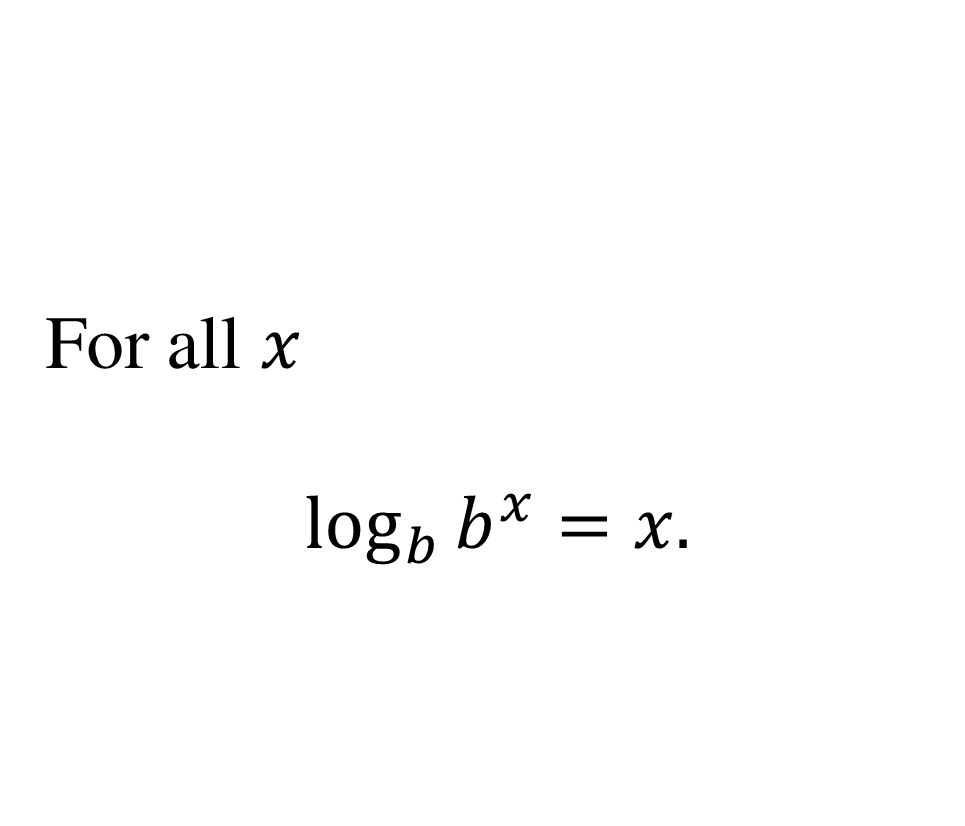 For all x
log_b b^x = x.